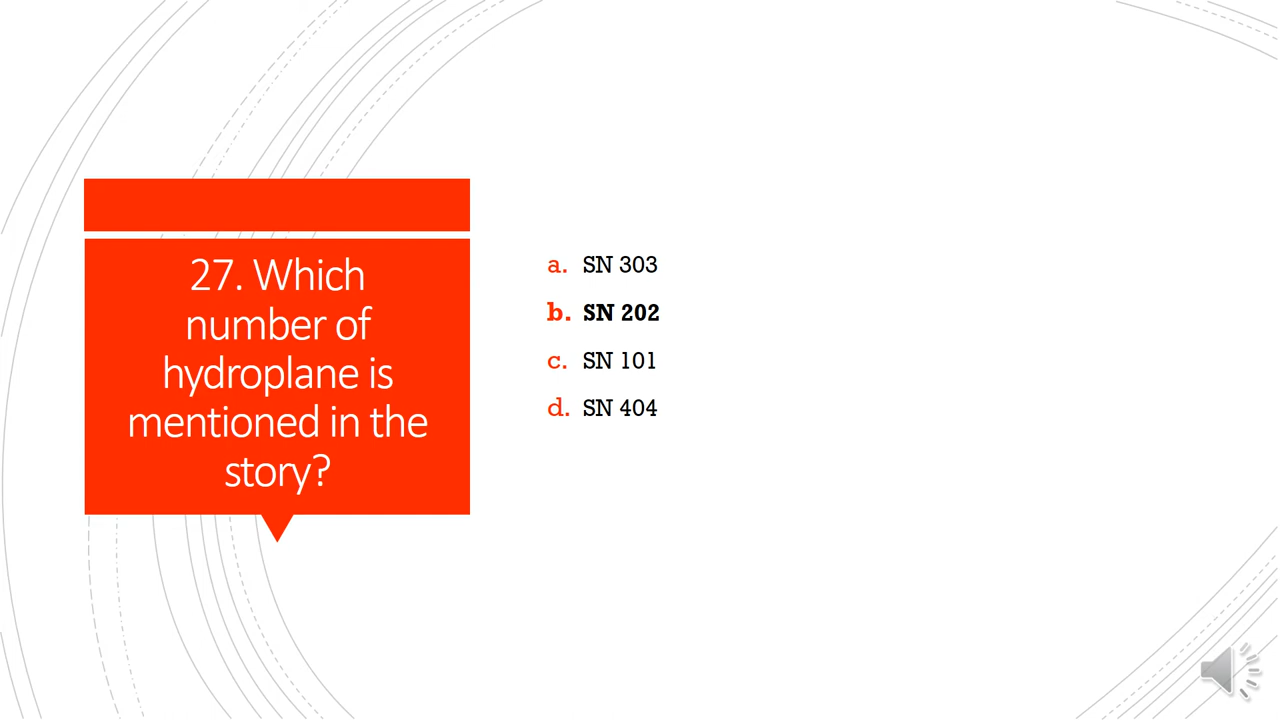 27. Which
number of
hydroplane is
mentioned in the
story?
a. SN 303
b. SN 202
c. SN 101
d. SN 404